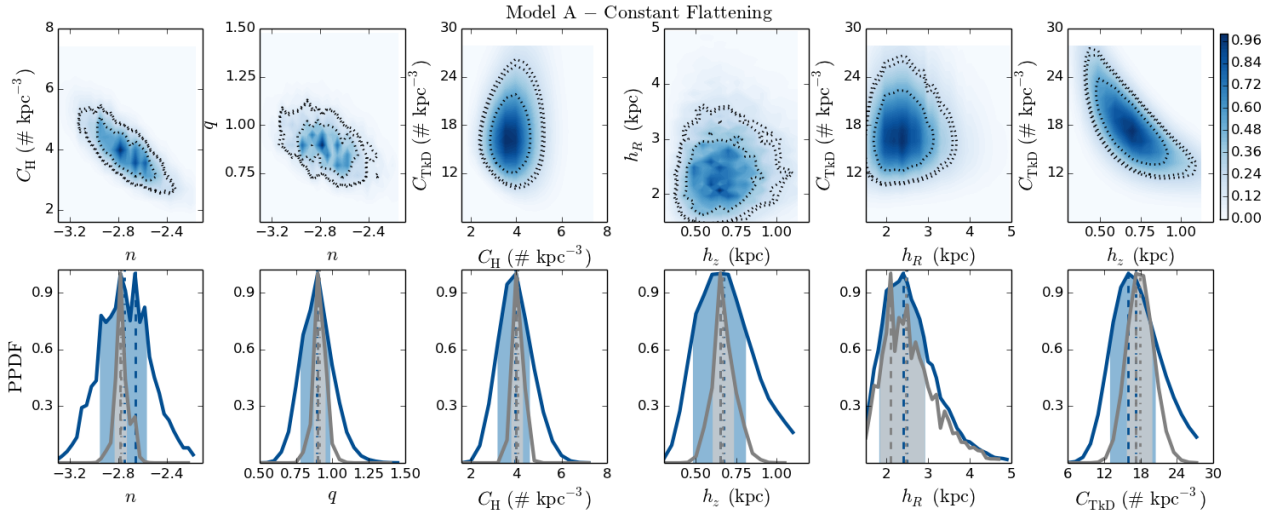 Model A – Constant Flattening
8
6
4
2
−3.2 −2.8 −2.4
C_H (# kpc⁻³)
n
1.50
1.25
1.00
0.75
−3.2 −2.8 −2.4
q
n
30
24
18
12
2 4 6 8
C_TkD (# kpc⁻³)
C_H (# kpc⁻³)
5
4
3
2
0.50 0.75 1.00
h_R (kpc)
h_z (kpc)
30
24
18
12
2 3 4 5
C_TkD (# kpc⁻³)
h_R (kpc)
30
24
18
12
0.50 0.75 1.00
C_TkD (# kpc⁻³)
h_z (kpc)
0.96
0.84
0.72
0.60
0.48
0.36
0.24
0.12
0.00
PPDF
0.9
0.6
0.3
−3.2 −2.8 −2.4
n
0.9
0.6
0.3
0.50 0.75 1.00 1.25 1.50
q
0.9
0.6
0.3
2 4 6 8
C_H (# kpc⁻³)
0.9
0.6
0.3
0.50 0.75 1.00
h_z (kpc)
0.9
0.6
0.3
2 3 4 5
h_R (kpc)
0.9
0.6
0.3
6 12 18 24 30
C_TkD (# kpc⁻³)